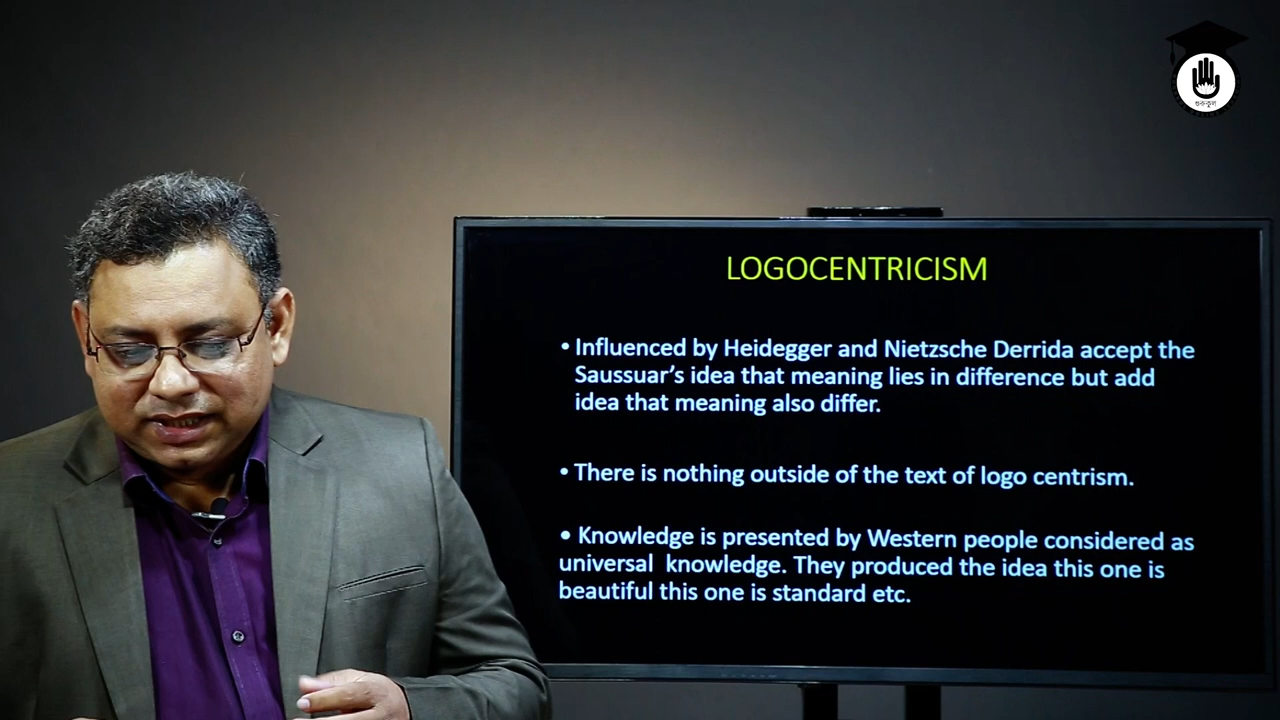 গুরুকুল
LOGOCENTRICISM
• Influenced by Heidegger and Nietzsche Derrida accept the
Saussuar’s idea that meaning lies in difference but add
idea that meaning also differ.
• There is nothing outside of the text of logo centrism.
• Knowledge is presented by Western people considered as
universal knowledge. They produced the idea this one is
beautiful this one is standard etc.